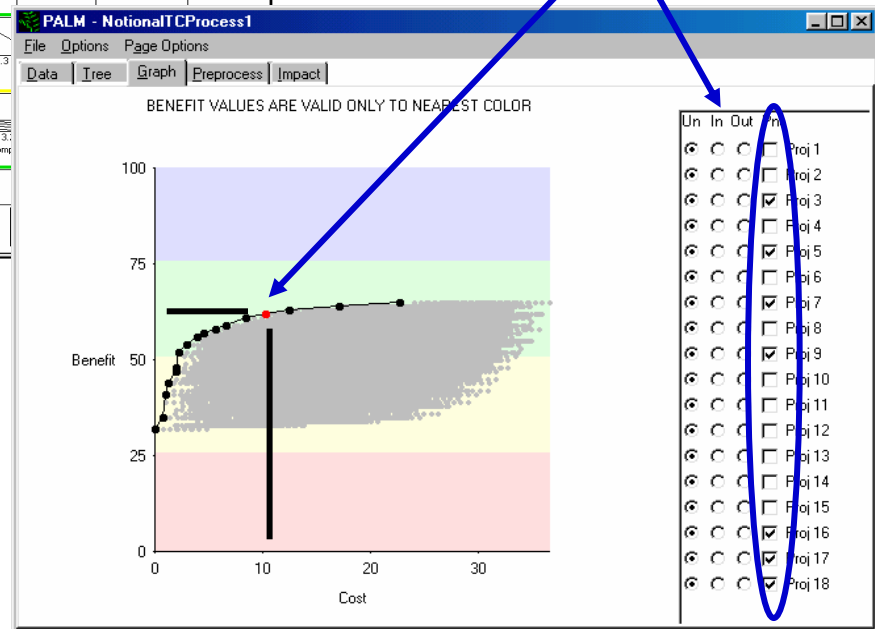 PALM - NotionalTCProcess1
File Options Page Options
Data Tree Graph Preprocess Impact
BENEFIT VALUES ARE VALID ONLY TO NEAREST COLOR
Un In Out
Proj 1
Proj 2
Proj 3
Proj 4
Proj 5
Proj 6
Proj 7
Proj 8
Proj 9
Proj 10
Proj 11
Proj 12
Proj 13
Proj 14
Proj 15
Proj 16
Proj 17
Proj 18
100
75
Benefit 50
25
0
0 10 20 30
Cost